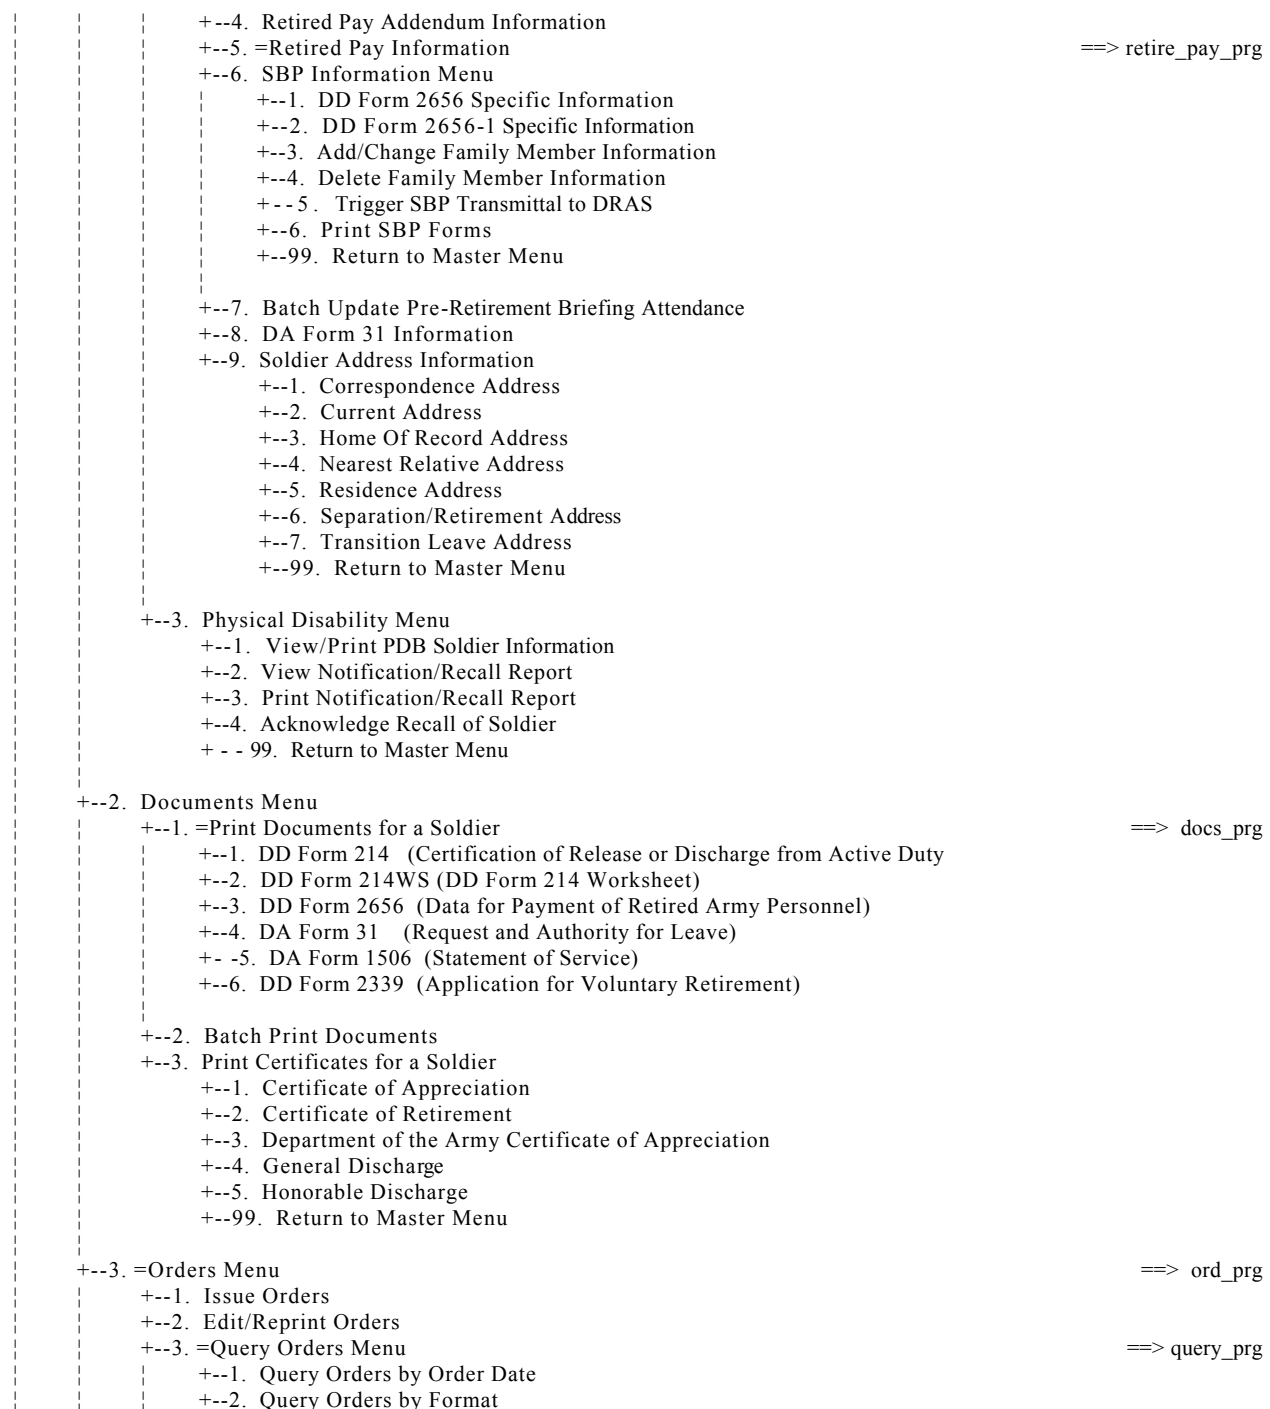 +--4. Retired Pay Addendum Information
+--5. =Retired Pay Information ==> retire_pay_prg
+--6. SBP Information Menu
+--1. DD Form 2656 Specific Information
+--2. DD Form 2656-1 Specific Information
+--3. Add/Change Family Member Information
+--4. Delete Family Member Information
+--5. Trigger SBP Transmittal to DRAS
+--6. Print SBP Forms
+--99. Return to Master Menu
+--7. Batch Update Pre-Retirement Briefing Attendance
+--8. DA Form 31 Information
+--9. Soldier Address Information
+--1. Correspondence Address
+--2. Current Address
+--3. Home Of Record Address
+--4. Nearest Relative Address
+--5. Residence Address
+--6. Separation/Retirement Address
+--7. Transition Leave Address
+--99. Return to Master Menu
+--3. Physical Disability Menu
+--1. View/Print PDB Soldier Information
+--2. View Notification/Recall Report
+--3. Print Notification/Recall Report
+--4. Acknowledge Recall of Soldier
+--99. Return to Master Menu
+--2. Documents Menu
+--1. =Print Documents for a Soldier ==> docs_prg
+--1. DD Form 214 (Certification of Release or Discharge from Active Duty
+--2. DD Form 214WS (DD Form 214 Worksheet)
+--3. DD Form 2656 (Data for Payment of Retired Army Personnel)
+--4. DA Form 31 (Request and Authority for Leave)
+--5. DA Form 1506 (Statement of Service)
+--6. DD Form 2339 (Application for Voluntary Retirement)
+--2. Batch Print Documents
+--3. Print Certificates for a Soldier
+--1. Certificate of Appreciation
+--2. Certificate of Retirement
+--3. Department of the Army Certificate of Appreciation
+--4. General Discharge
+--5. Honorable Discharge
+--99. Return to Master Menu
+--3. =Orders Menu ==> ord_prg
+--1. Issue Orders
+--2. Edit/Reprint Orders
+--3. =Query Orders Menu ==> query_prg
+--1. Query Orders by Order Date
+--2. Query Orders by Format